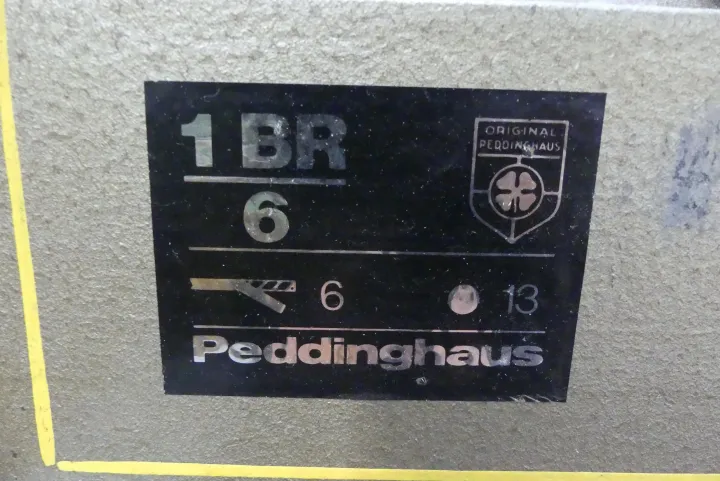 1 BR
6
ORIGINAL
PEDDINGHAUS
6 13
Peddinghaus